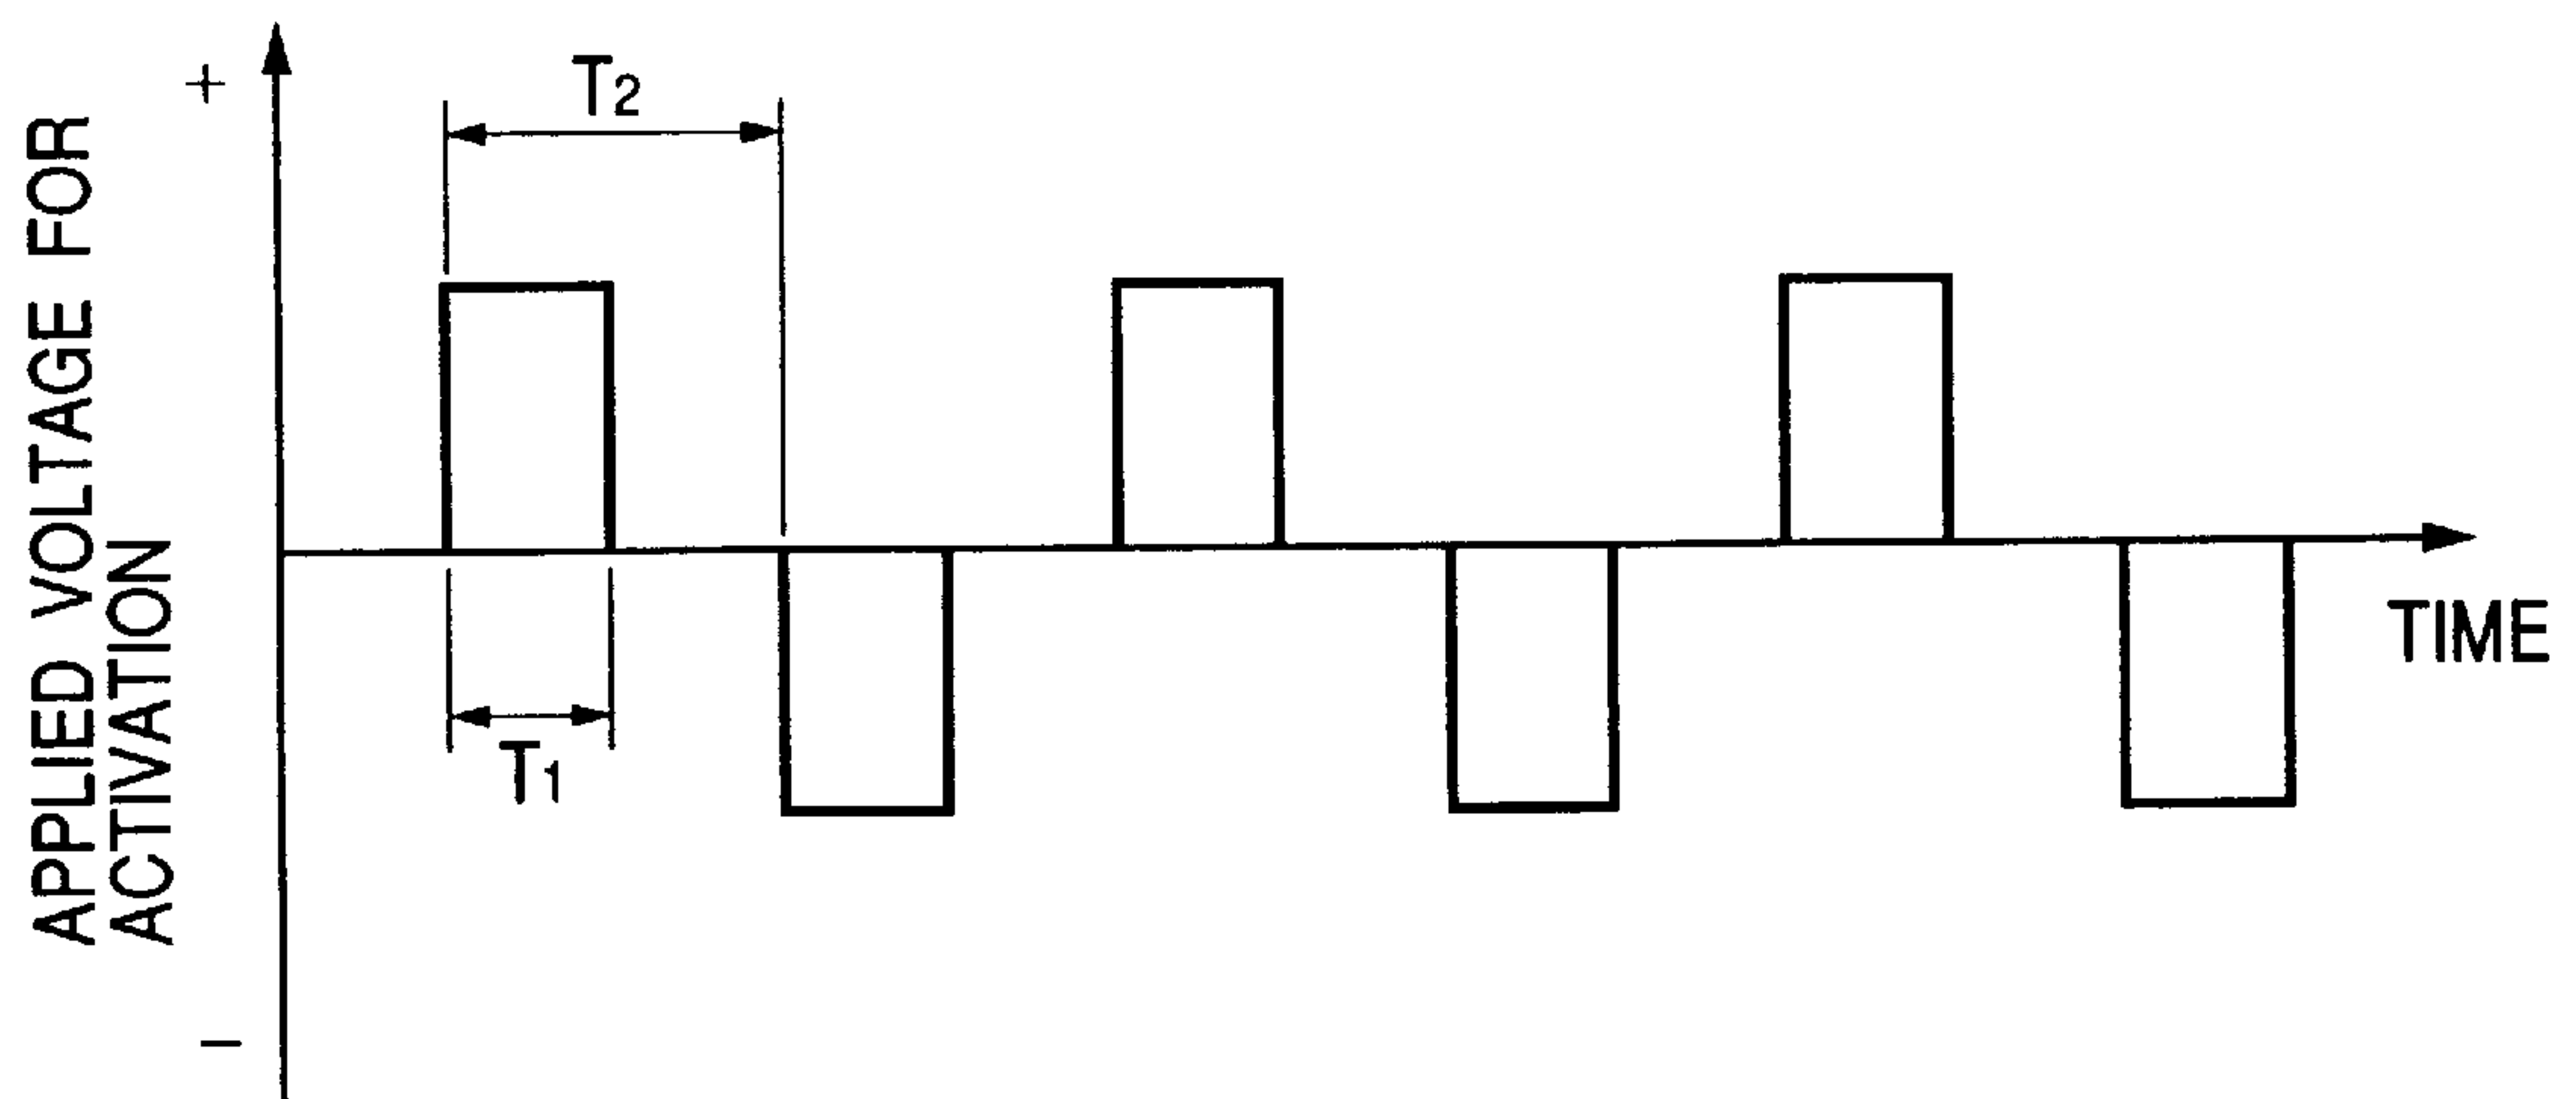 APPLIED VOLTAGE FOR
ACTIVATION
+
T2
T1
TIME
−